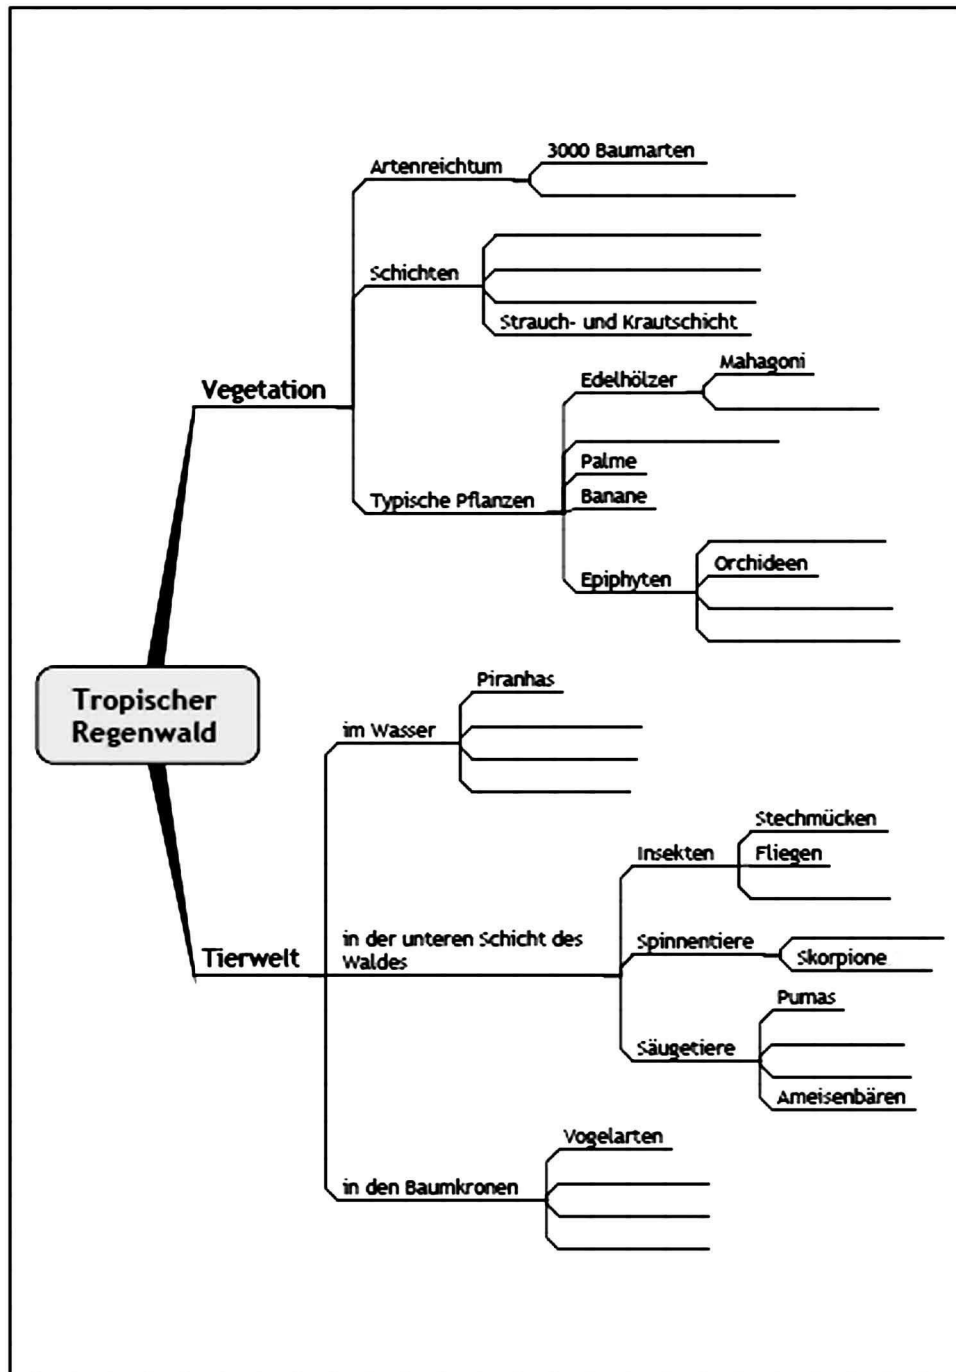 3000 Baumarten
Artenreichtum
Schichten
Strauch- und Krautschicht
Vegetation
Mahagoni
Edelhölzer
Palme
Banane
Typische Pflanzen
Orchideen
Epiphyten
Tropischer
Regenwald
Piranhas
im Wasser
Stechmücken
Insekten
Fliegen
in der unteren Schicht des
Waldes
Spinnentiere
Skorpione
Tierwelt
Pumas
Säugetiere
Ameisenbären
Vogelarten
in den Baumkronen